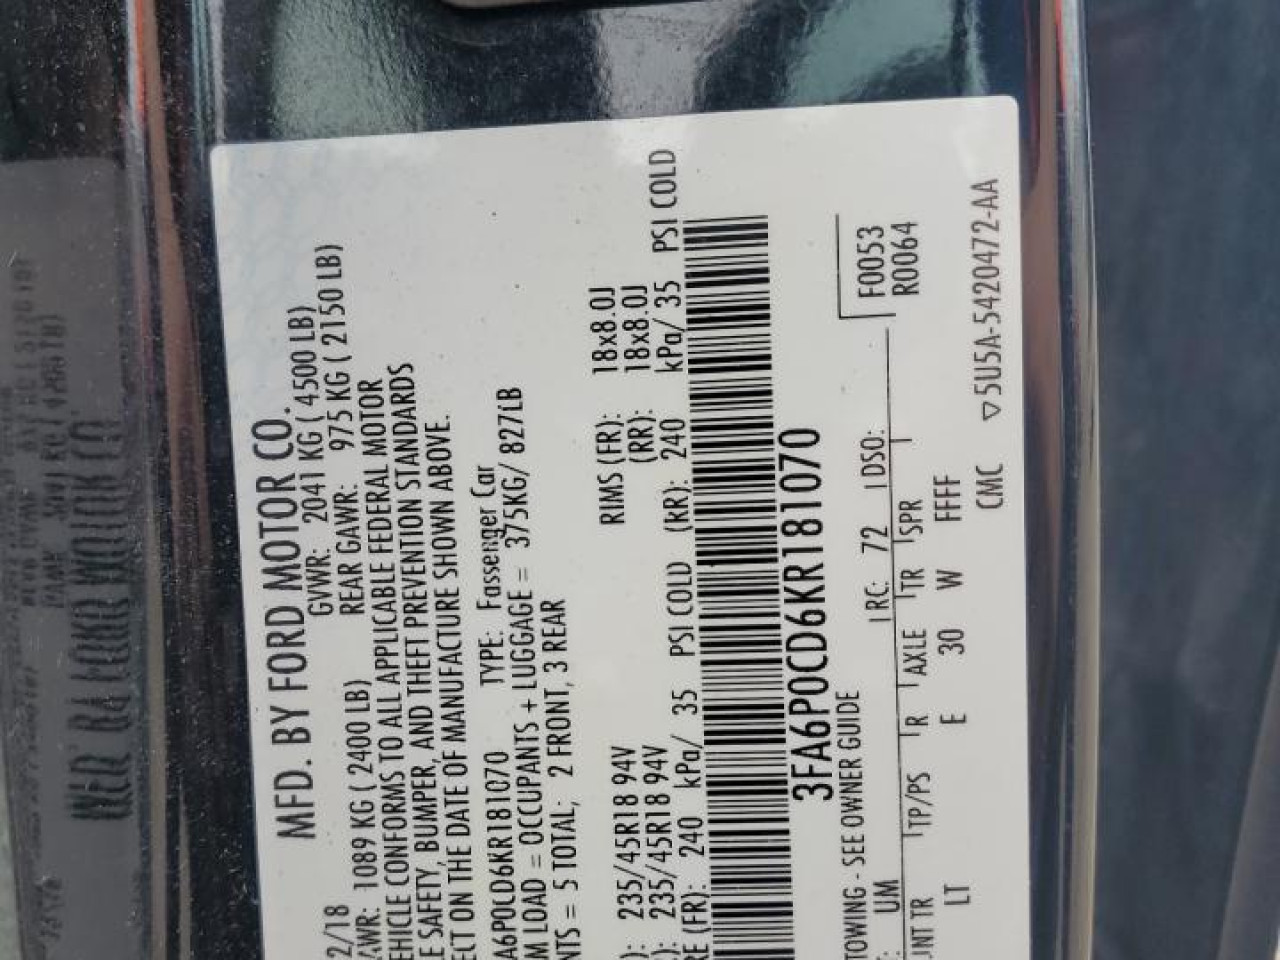 MFD. BY FORD MOTOR CO.
2/18 GVWR: 2041 KG ( 4500 LB)
AWR: 1089 KG ( 2400 LB) REAR GAWR: 975 KG ( 2150 LB)
EHICLE CONFORMS TO ALL APPLICABLE FEDERAL MOTOR
E SAFETY, BUMPER, AND THEFT PREVENTION STANDARDS
ECT ON THE DATE OF MANUFACTURE SHOWN ABOVE.
A6P0CD6KR181070 TYPE: Passenger Car
M LOAD = OCCUPANTS + LUGGAGE = 375KG/ 827LB
NTS = 5 TOTAL; 2 FRONT, 3 REAR
): 235/45R18 94V RIMS (FR): 18x8.0J
): 235/45R18 94V (RR): 18x8.0J
RE (FR): 240 kPa/ 35 PSI COLD (RR): 240 kPa/ 35 PSI COLD
3FA6P0CD6KR181070
TOWING - SEE OWNER GUIDE F0053
R0064
: UM RC: 72 DSO:
INT TR TP/PS R AXLE TR SPR
LT E 30 W FFFF
CMC ▽5U5A-5420472-AA